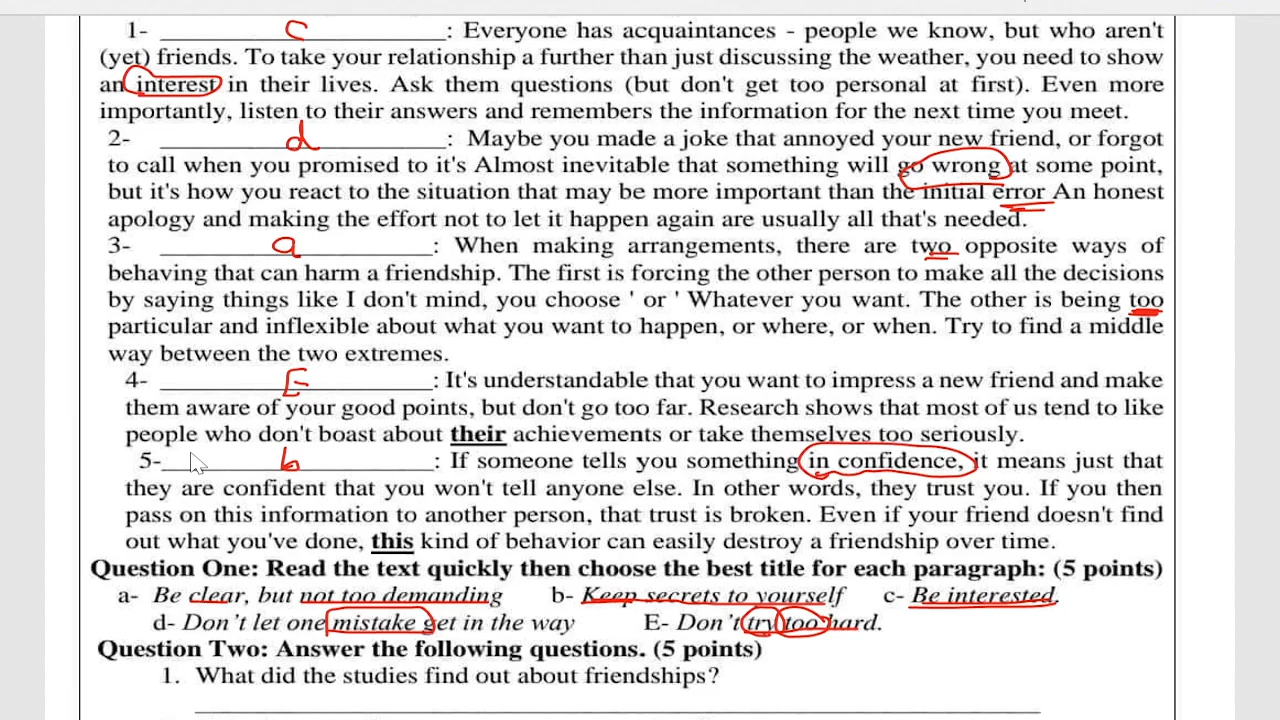 1- c : Everyone has acquaintances - people we know, but who aren't
(yet) friends. To take your relationship a further than just discussing the weather, you need to show
an interest in their lives. Ask them questions (but don't get too personal at first). Even more
importantly, listen to their answers and remembers the information for the next time you meet.
2- d : Maybe you made a joke that annoyed your new friend, or forgot
to call when you promised to it's Almost inevitable that something will go wrong at some point,
but it's how you react to the situation that may be more important than the initial error An honest
apology and making the effort not to let it happen again are usually all that's needed.
3- a : When making arrangements, there are two opposite ways of
behaving that can harm a friendship. The first is forcing the other person to make all the decisions
by saying things like I don't mind, you choose ' or ' Whatever you want. The other is being too
particular and inflexible about what you want to happen, or where, or when. Try to find a middle
way between the two extremes.
4- E : It's understandable that you want to impress a new friend and make
them aware of your good points, but don't go too far. Research shows that most of us tend to like
people who don't boast about their achievements or take themselves too seriously.
5- b : If someone tells you something in confidence, it means just that
they are confident that you won't tell anyone else. In other words, they trust you. If you then
pass on this information to another person, that trust is broken. Even if your friend doesn't find
out what you've done, this kind of behavior can easily destroy a friendship over time.
Question One: Read the text quickly then choose the best title for each paragraph: (5 points)
a- Be clear, but not too demanding b- Keep secrets to yourself c- Be interested.
d- Don't let one mistake get in the way E- Don't try too hard.
Question Two: Answer the following questions. (5 points)
1. What did the studies find out about friendships?